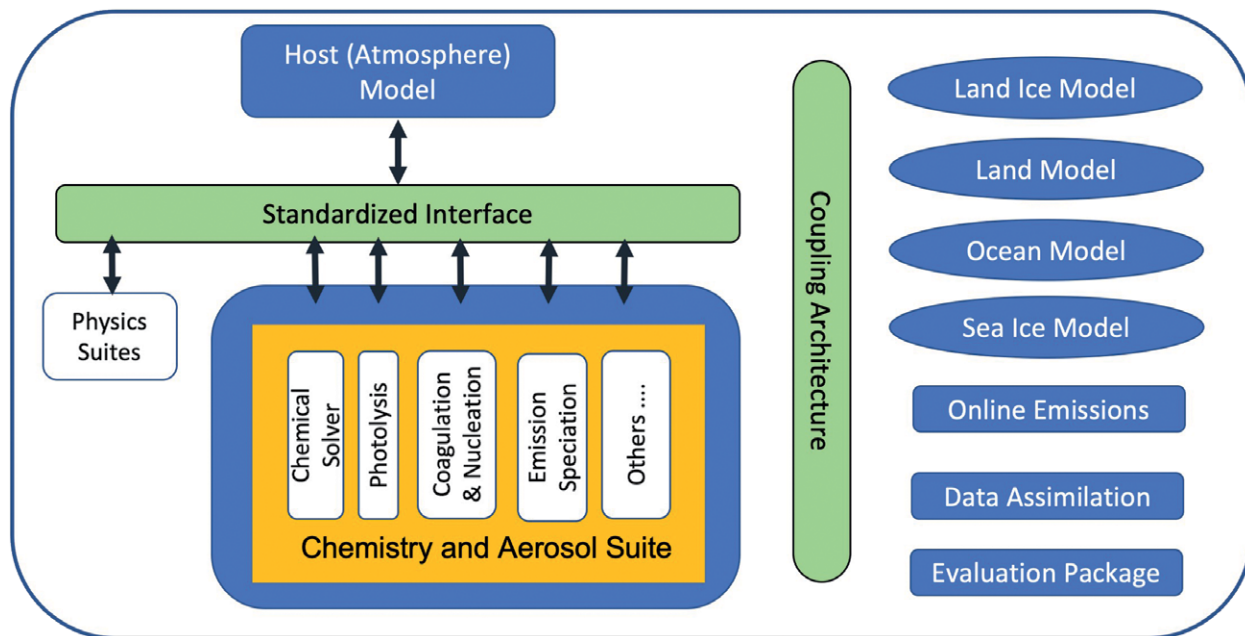 Host (Atmosphere)
Model
Standardized Interface
Physics
Suites
Chemical
Solver
Photolysis
Coagulation
& Nucleation
Emission
Speciation
Others ....
Chemistry and Aerosol Suite
Coupling Architecture
Land Ice Model
Land Model
Ocean Model
Sea Ice Model
Online Emissions
Data Assimilation
Evaluation Package